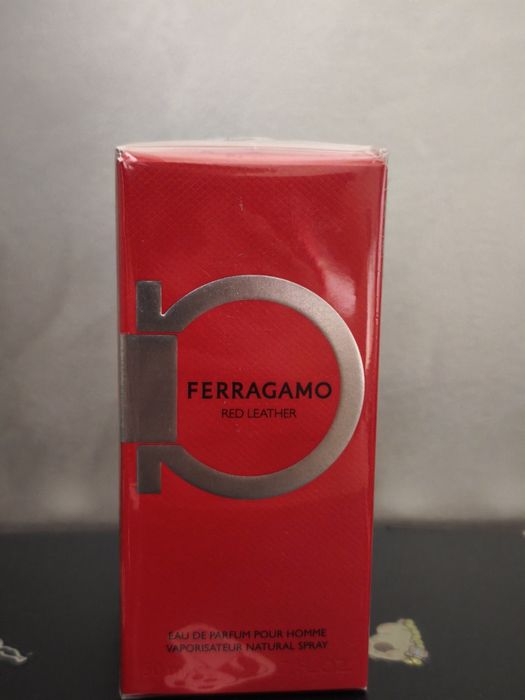 FERRAGAMO
RED LEATHER
EAU DE PARFUM POUR HOMME
VAPORISATEUR NATURAL SPRAY